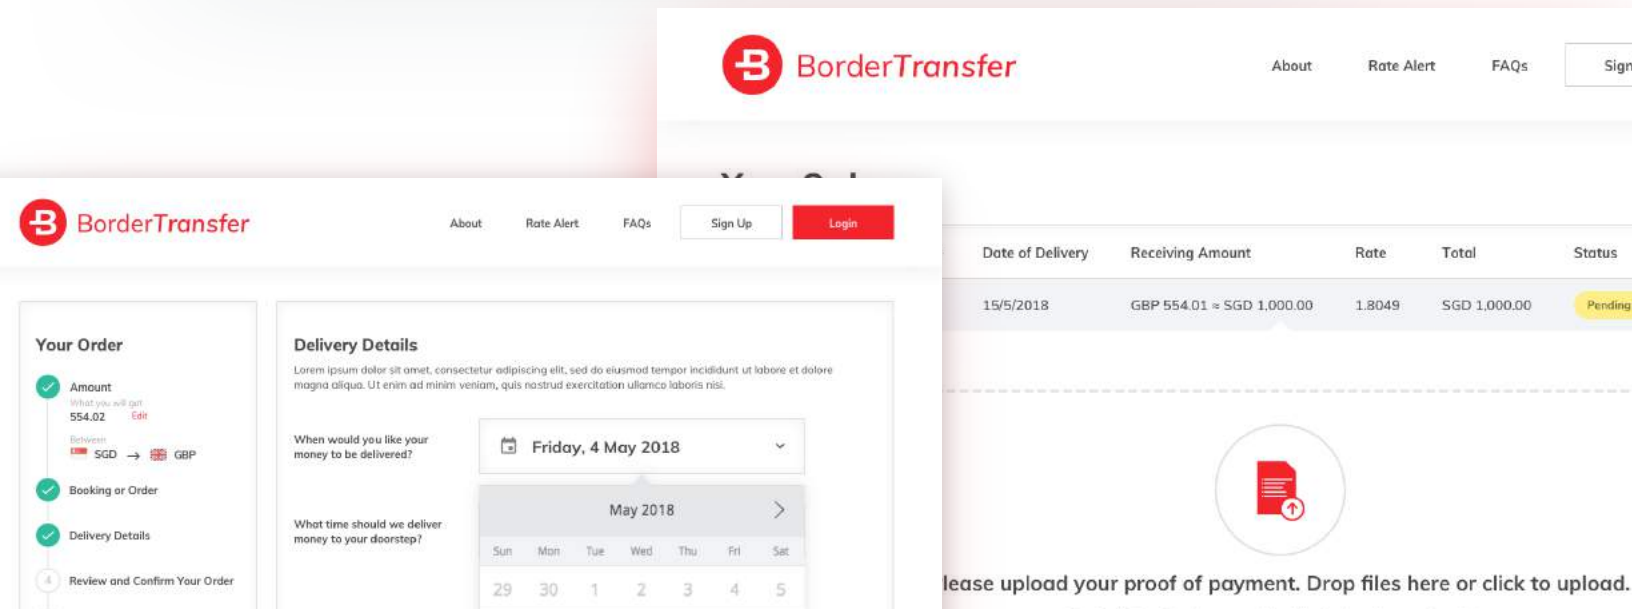 BorderTransfer
About
Rate Alert
FAQs
Sign
BorderTransfer
About
Rate Alert
FAQs
Sign Up
Login
Date of Delivery
Receiving Amount
Rate
Total
Status
15/5/2018
GBP 554.01 ≈ SGD 1,000.00
1.8049
SGD 1,000.00
Pending
Your Order
Amount
What you will get
554.02
Edit
Between
SGD → GBP
Booking or Order
Delivery Details
4
Review and Confirm Your Order
Delivery Details
Lorem ipsum dolor sit amet, consectetur adipiscing elit, sed do eiusmod tempor incididunt ut labore et dolore
magna aliqua. Ut enim ad minim veniam, quis nostrud exercitation ullamco laboris nisi.
When would you like your
money to be delivered?
Friday, 4 May 2018
May 2018
Sun Mon Tue Wed Thu Fri Sat
29 30 1 2 3 4 5
What time should we deliver
money to your doorstep?
lease upload your proof of payment. Drop files here or click to upload.